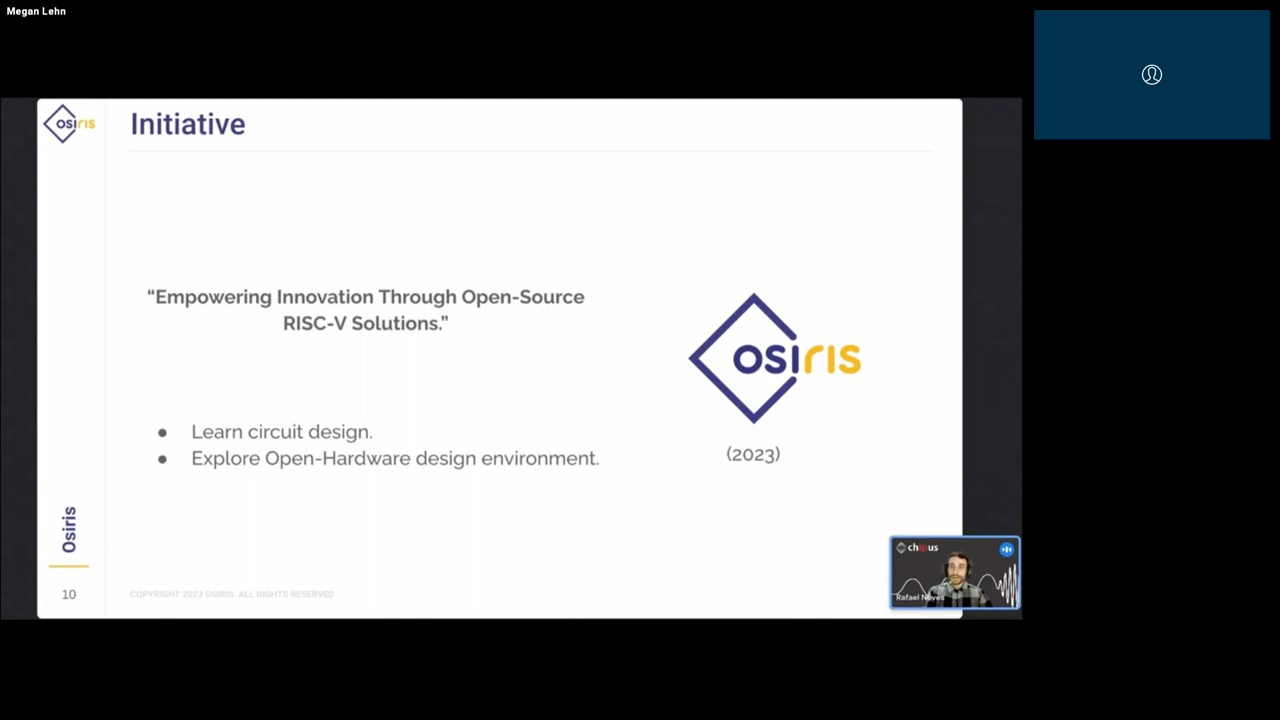 Megan Lehn
osiris
Initiative
“Empowering Innovation Through Open-Source
RISC-V Solutions.”
osiris
● Learn circuit design.
● Explore Open-Hardware design environment.
(2023)
Osiris
chipus
Rafael Naves
10
COPYRIGHT 2023 OSIRIS. ALL RIGHTS RESERVED